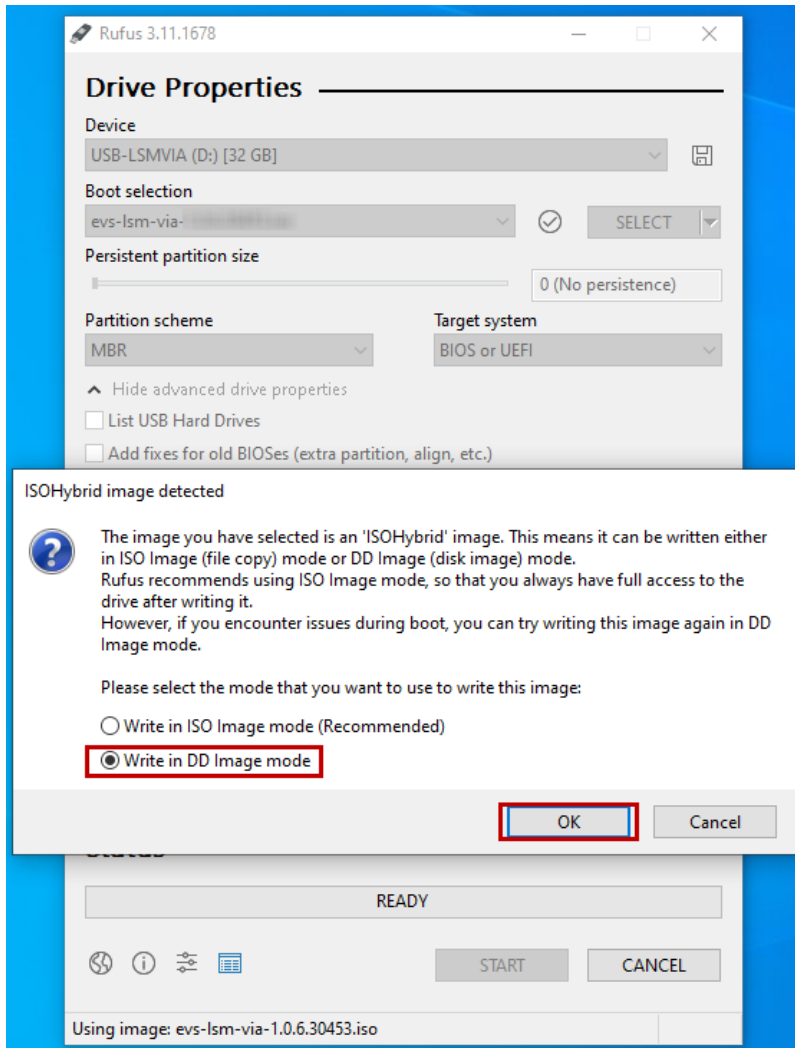 Rufus 3.11.1678
Drive Properties
Device
USB-LSMVIA (D:) [32 GB]
Boot selection
evs-lsm-via-
SELECT
Persistent partition size
0 (No persistence)
Partition scheme
Target system
MBR
BIOS or UEFI
Hide advanced drive properties
List USB Hard Drives
Add fixes for old BIOSes (extra partition, align, etc.)
ISOHybrid image detected
The image you have selected is an 'ISOHybrid' image. This means it can be written either
in ISO Image (file copy) mode or DD Image (disk image) mode.
Rufus recommends using ISO Image mode, so that you always have full access to the
drive after writing it.
However, if you encounter issues during boot, you can try writing this image again in DD
Image mode.
Please select the mode that you want to use to write this image:
Write in ISO Image mode (Recommended)
Write in DD Image mode
OK
Cancel
READY
START
CANCEL
Using image: evs-lsm-via-1.0.6.30453.iso